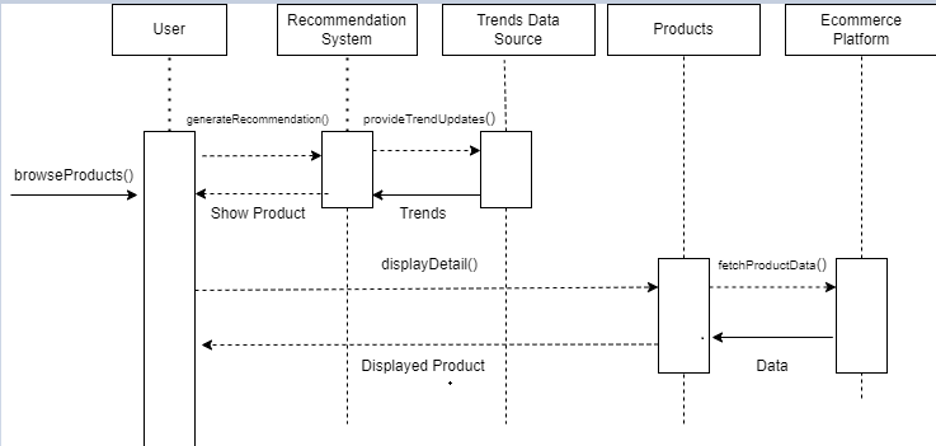 User
Recommendation
System
Trends Data
Source
Products
Ecommerce
Platform
generateRecommendation()
provideTrendUpdates()
browseProducts()
Show Product
Trends
displayDetail()
fetchProductData()
Displayed Product
Data